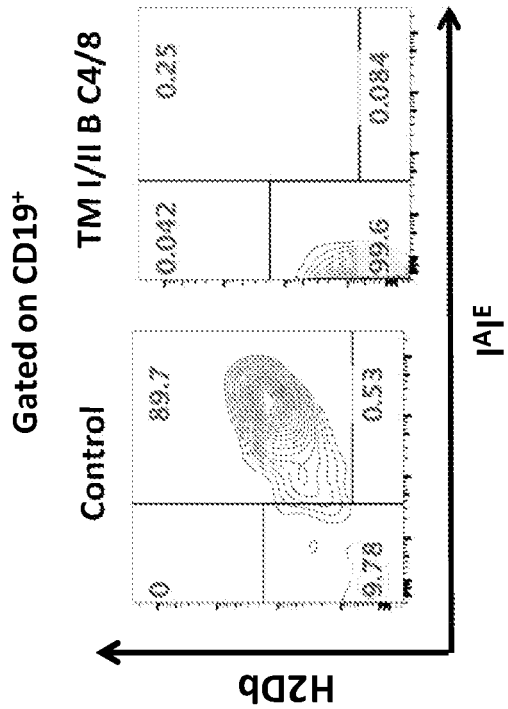 Gated on CD19⁺
Control
TM I/II B C4/8
0
89.7
9.78
0.53
0.042
0.25
99.6
0.084
H2Db
IᴬIᴱ